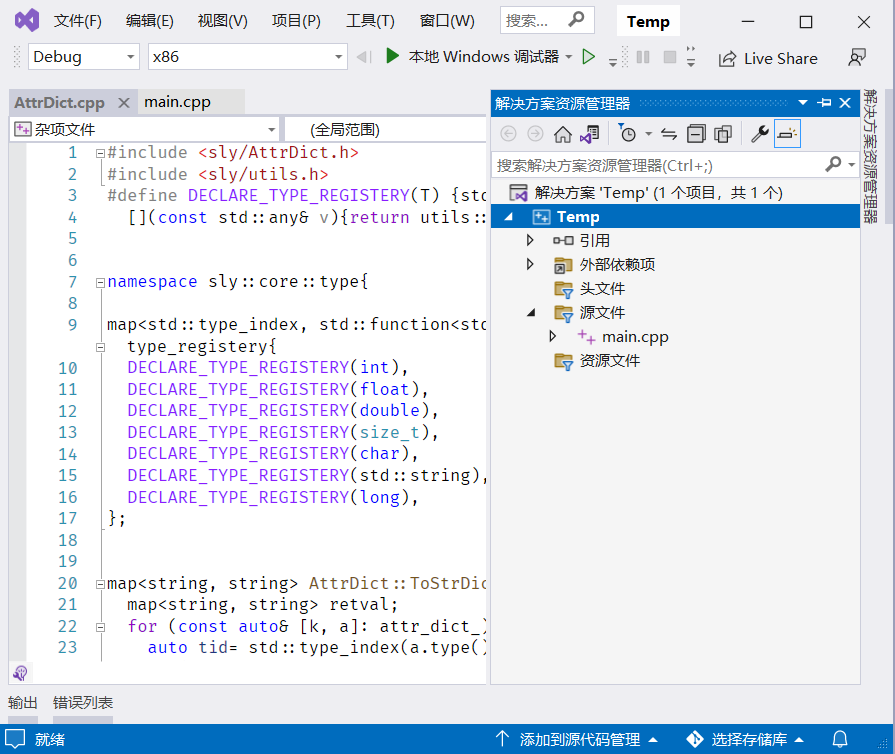 文件(F) 编辑(E) 视图(V) 项目(P) 工具(T) 窗口(W) 搜索... Temp
Debug x86 本地 Windows 调试器 Live Share
AttrDict.cpp main.cpp
杂项文件 (全局范围)
1 #include <sly/AttrDict.h>
2 #include <sly/utils.h>
3 #define DECLARE_TYPE_REGISTERY(T) {std
4 [](const std::any& v){return utils::
5
6
7 namespace sly::core::type{
8
9 map<std::type_index, std::function<std
type_registery{
10 DECLARE_TYPE_REGISTERY(int),
11 DECLARE_TYPE_REGISTERY(float),
12 DECLARE_TYPE_REGISTERY(double),
13 DECLARE_TYPE_REGISTERY(size_t),
14 DECLARE_TYPE_REGISTERY(char),
15 DECLARE_TYPE_REGISTERY(std::string),
16 DECLARE_TYPE_REGISTERY(long),
17 };
18
19
20 map<string, string> AttrDict::ToStrDic
21 map<string, string> retval;
22 for (const auto& [k, a]: attr_dict_)
23 auto tid= std::type_index(a.type()
解决方案资源管理器
搜索解决方案资源管理器(Ctrl+;)
解决方案 'Temp' (1 个项目，共 1 个)
Temp
引用
外部依赖项
头文件
源文件
main.cpp
资源文件
解决方案资源管理器
输出 错误列表
就绪 添加到源代码管理 选择存储库